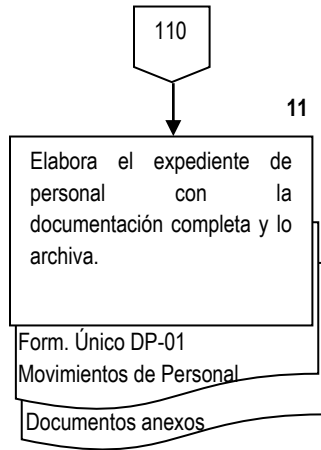 110
11
Elabora el expediente de
personal con la
documentación completa y lo
archiva.
Form. Único DP-01
Movimientos de Personal
Documentos anexos